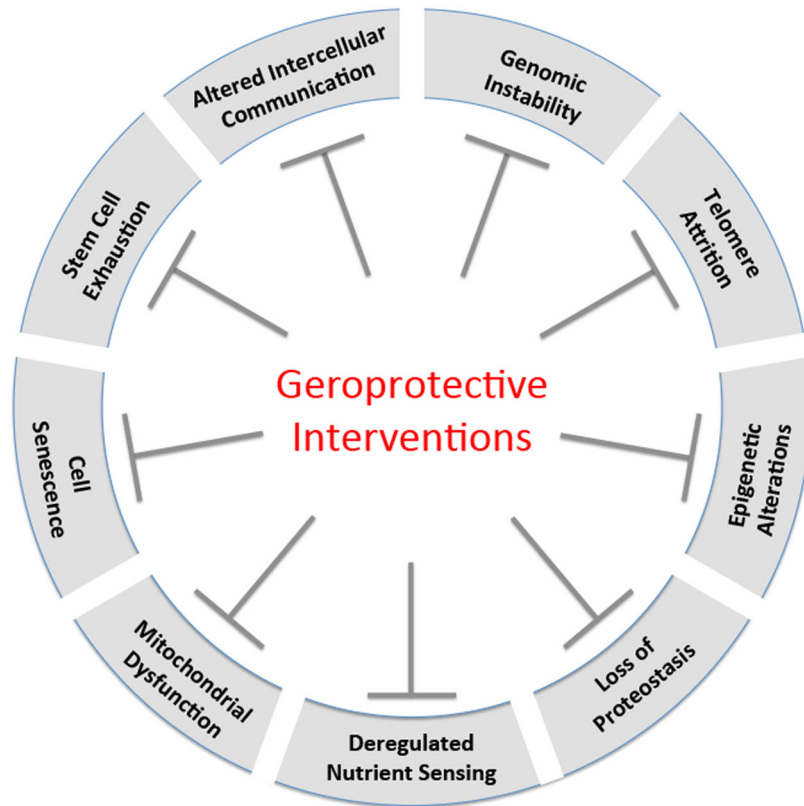 Altered Intercellular
Communication
Genomic
Instability
Telomere
Attrition
Epigenetic
Alterations
Loss of
Proteostasis
Deregulated
Nutrient Sensing
Mitochondrial
Dysfunction
Cell
Senescence
Stem Cell
Exhaustion
Geroprotective
Interventions